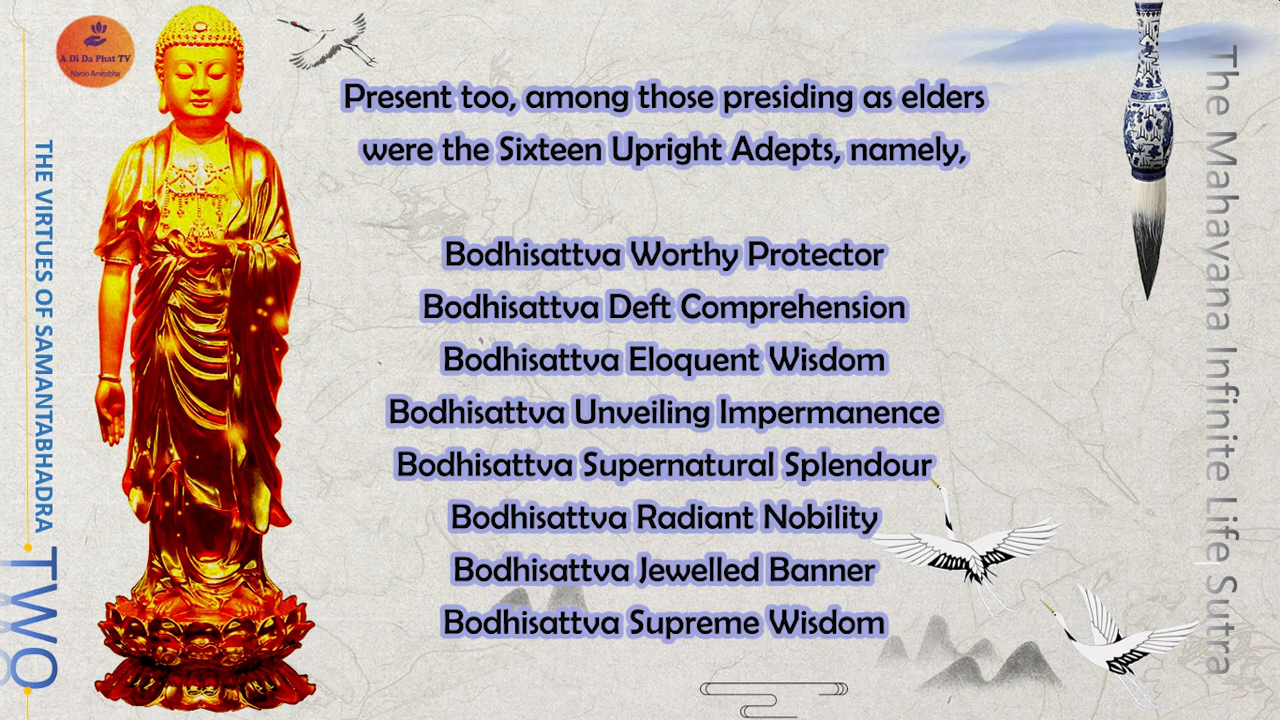 A Di Da Phat TV
Namo Amitabha
THE VIRTUES OF SAMANTABHADRA
TWO
Present too, among those presiding as elders
were the Sixteen Upright Adepts, namely,
Bodhisattva Worthy Protector
Bodhisattva Deft Comprehension
Bodhisattva Eloquent Wisdom
Bodhisattva Unveiling Impermanence
Bodhisattva Supernatural Splendour
Bodhisattva Radiant Nobility
Bodhisattva Jewelled Banner
Bodhisattva Supreme Wisdom
The Mahayana Infinite Life Sutra